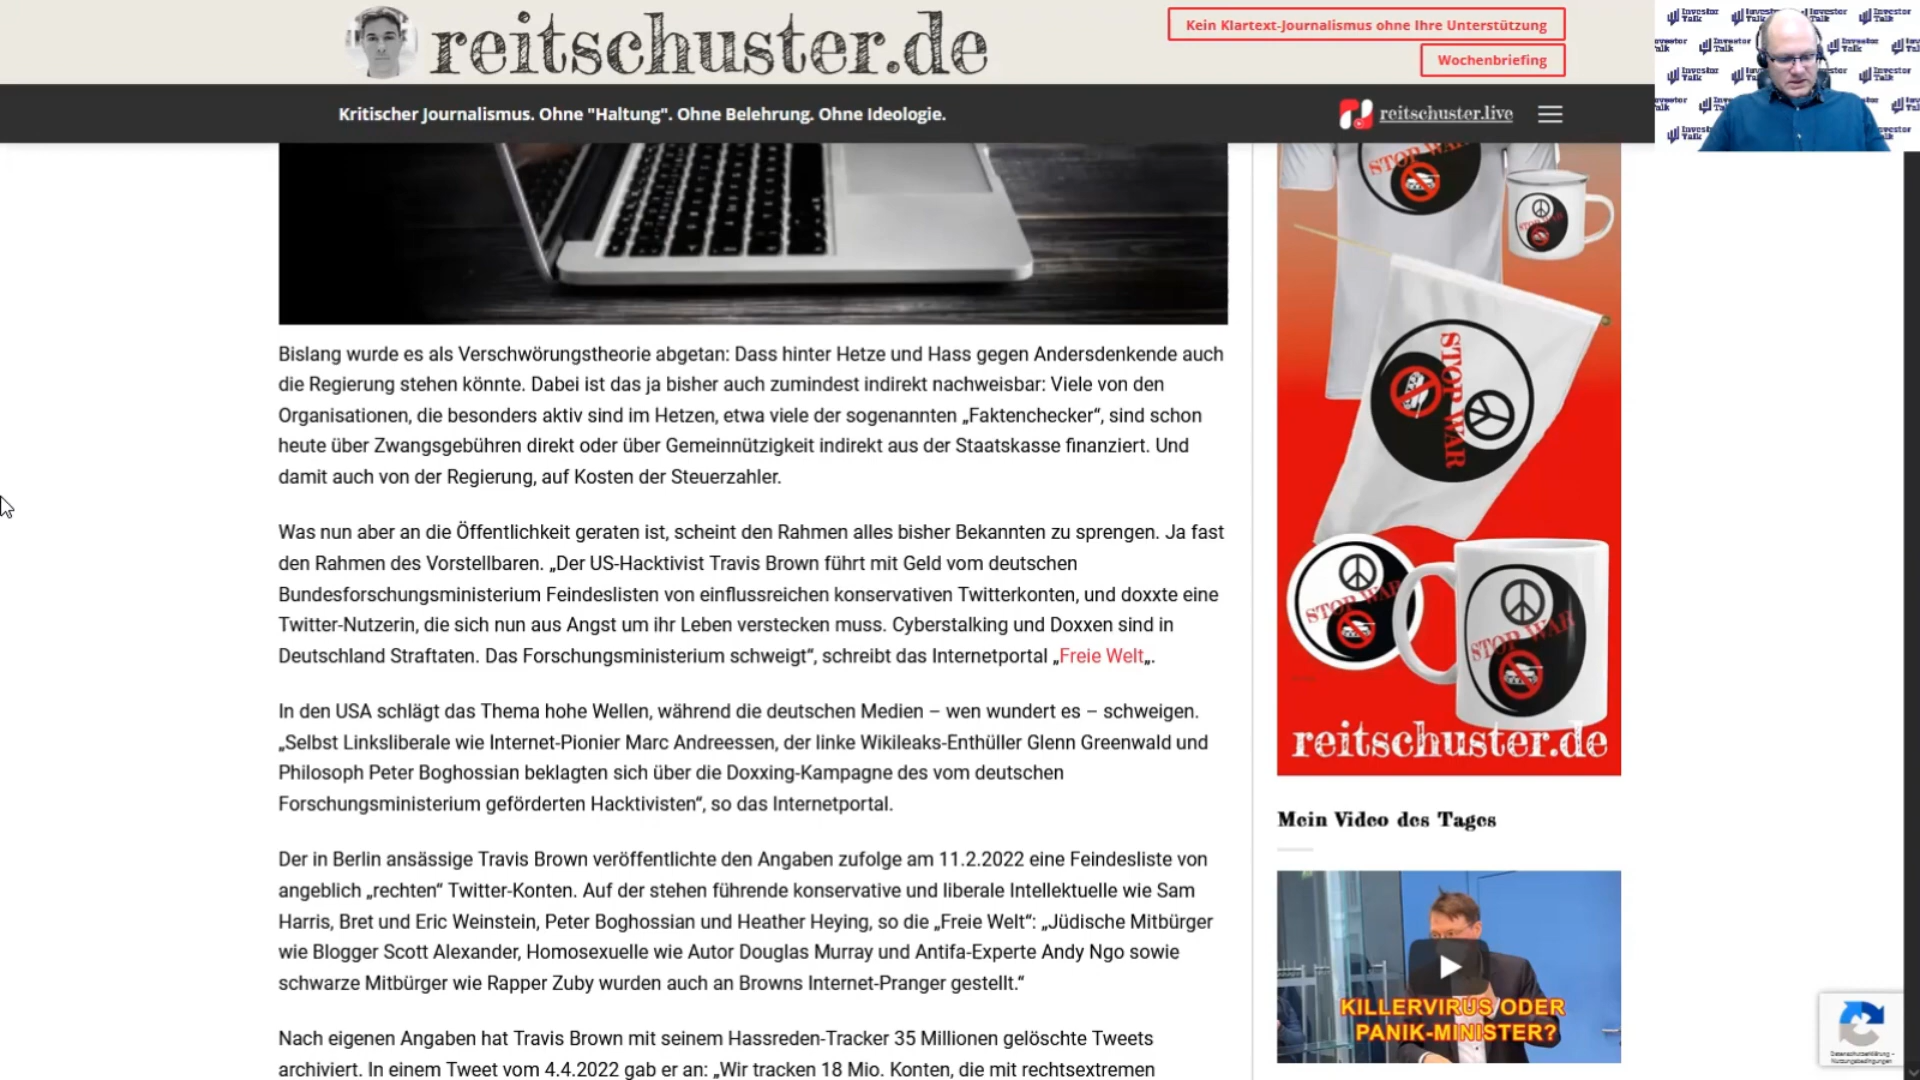 reitschuster.de
Kein Klartext-Journalismus ohne Ihre Unterstützung
Wochenbriefing
Kritischer Journalismus. Ohne "Haltung". Ohne Belehrung. Ohne Ideologie.
reitschuster.live
Bislang wurde es als Verschwörungstheorie abgetan: Dass hinter Hetze und Hass gegen Andersdenkende auch
die Regierung stehen könnte. Dabei ist das ja bisher auch zumindest indirekt nachweisbar: Viele von den
Organisationen, die besonders aktiv sind im Hetzen, etwa viele der sogenannten „Faktenchecker“, sind schon
heute über Zwangsgebühren direkt oder über Gemeinnützigkeit indirekt aus der Staatskasse finanziert. Und
damit auch von der Regierung, auf Kosten der Steuerzahler.
Was nun aber an die Öffentlichkeit geraten ist, scheint den Rahmen alles bisher Bekannten zu sprengen. Ja fast
den Rahmen des Vorstellbaren. „Der US-Hacktivist Travis Brown führt mit Geld vom deutschen
Bundesforschungsministerium Feindeslisten von einflussreichen konservativen Twitterkonten, und doxxte eine
Twitter-Nutzerin, die sich nun aus Angst um ihr Leben verstecken muss. Cyberstalking und Doxxen sind in
Deutschland Straftaten. Das Forschungsministerium schweigt“, schreibt das Internetportal „Freie Welt„.
In den USA schlägt das Thema hohe Wellen, während die deutschen Medien – wen wundert es – schweigen.
„Selbst Linksliberale wie Internet-Pionier Marc Andreessen, der linke Wikileaks-Enthüller Glenn Greenwald und
Philosoph Peter Boghossian beklagten sich über die Doxxing-Kampagne des vom deutschen
Forschungsministerium geförderten Hacktivisten“, so das Internetportal.
Der in Berlin ansässige Travis Brown veröffentlichte den Angaben zufolge am 11.2.2022 eine Feindesliste von
angeblich „rechten“ Twitter-Konten. Auf der stehen führende konservative und liberale Intellektuelle wie Sam
Harris, Bret und Eric Weinstein, Peter Boghossian und Heather Heying, so die „Freie Welt“: „Jüdische Mitbürger
wie Blogger Scott Alexander, Homosexuelle wie Autor Douglas Murray und Antifa-Experte Andy Ngo sowie
schwarze Mitbürger wie Rapper Zuby wurden auch an Browns Internet-Pranger gestellt.“
Nach eigenen Angaben hat Travis Brown mit seinem Hassreden-Tracker 35 Millionen gelöschte Tweets
archiviert. In einem Tweet vom 4.4.2022 gab er an: „Wir tracken 18 Mio. Konten, die mit rechtsextremen
STOP WAR
STOP WAR
STOP WAR
STOP WAR
STOP WAR
reitschuster.de
Mein Video des Tages
KILLERVIRUS ODER
PANIK-MINISTER?
Datenschutzerklärung -
Nutzungsbedingungen
Investor
Talk